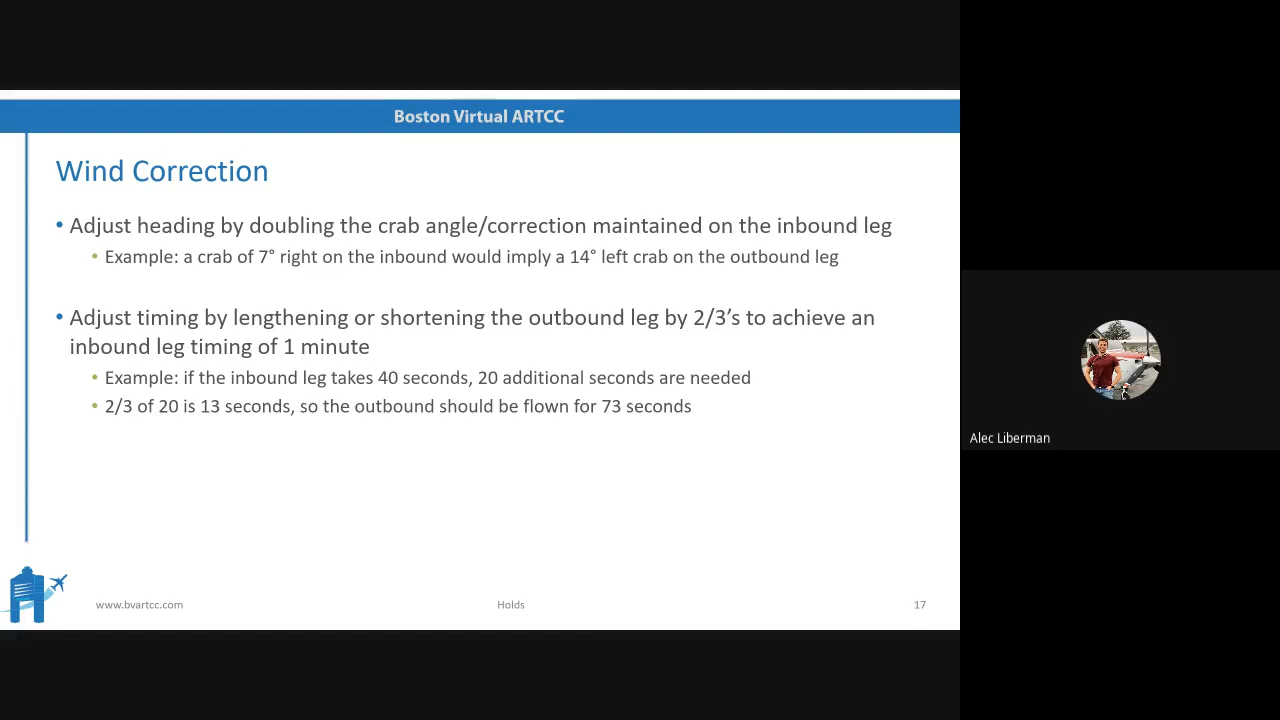 Boston Virtual ARTCC
Wind Correction
• Adjust heading by doubling the crab angle/correction maintained on the inbound leg
• Example: a crab of 7° right on the inbound would imply a 14° left crab on the outbound leg
• Adjust timing by lengthening or shortening the outbound leg by 2/3’s to achieve an
inbound leg timing of 1 minute
• Example: if the inbound leg takes 40 seconds, 20 additional seconds are needed
• 2/3 of 20 is 13 seconds, so the outbound should be flown for 73 seconds
Alec Liberman
www.bvartcc.com
Holds
17